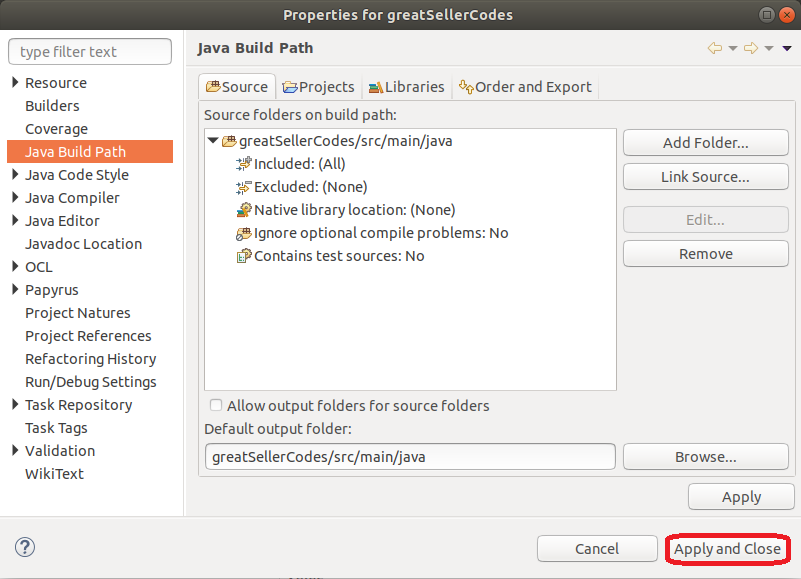 Properties for greatSellerCodes
type filter text
Resource
Builders
Coverage
Java Build Path
Java Code Style
Java Compiler
Java Editor
Javadoc Location
OCL
Papyrus
Project Natures
Project References
Refactoring History
Run/Debug Settings
Task Repository
Task Tags
Validation
WikiText
Java Build Path
Source Projects Libraries Order and Export
Source folders on build path:
greatSellerCodes/src/main/java
Included: (All)
Excluded: (None)
Native library location: (None)
Ignore optional compile problems: No
Contains test sources: No
Add Folder...
Link Source...
Edit...
Remove
Allow output folders for source folders
Default output folder:
greatSellerCodes/src/main/java
Browse...
Apply
? Cancel Apply and Close